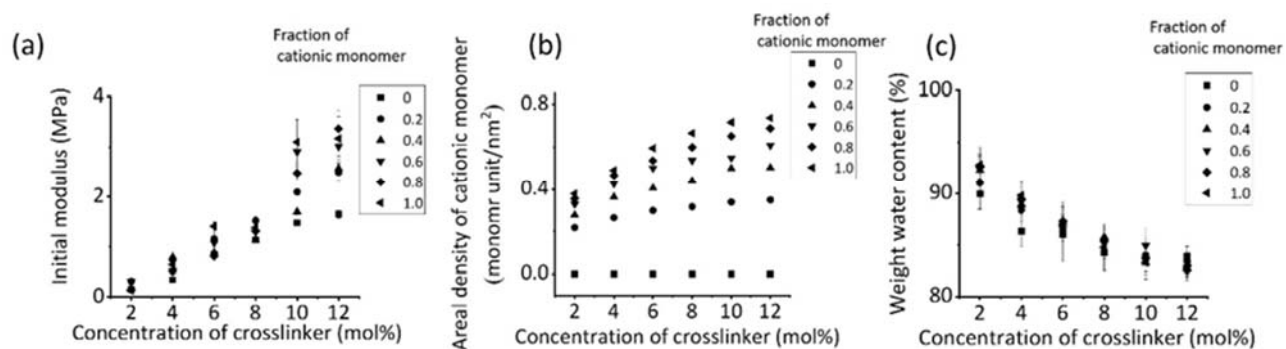 (a)
Fraction of
cationic monomer
0
0.2
0.4
0.6
0.8
1.0
Initial modulus (MPa)
4
2
0
2 4 6 8 10 12
Concentration of crosslinker (mol%)
(b)
Fraction of
cationic monomer
0
0.2
0.4
0.6
0.8
1.0
Areal density of cationic monomer
(monomr unit/nm²)
0.8
0.4
0.0
2 4 6 8 10 12
Concentration of crosslinker (mol%)
(c)
Fraction of
cationic monomer
0
0.2
0.4
0.6
0.8
1.0
Weight water content (%)
100
90
80
2 4 6 8 10 12
Concentration of crosslinker (mol%)